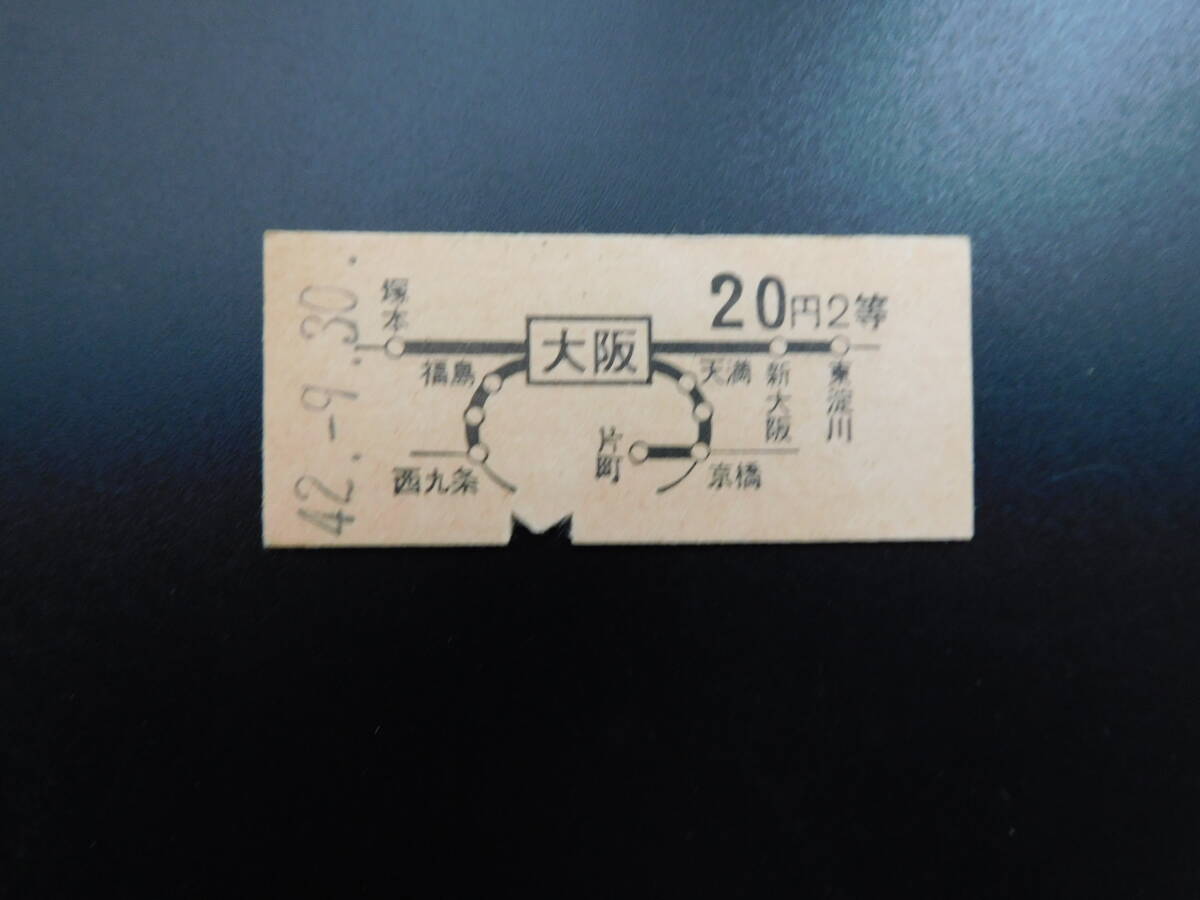 42.-9.30.
塚本
大阪
20円2等
福島
天満
新大阪
東淀川
西九条
片町
京橋